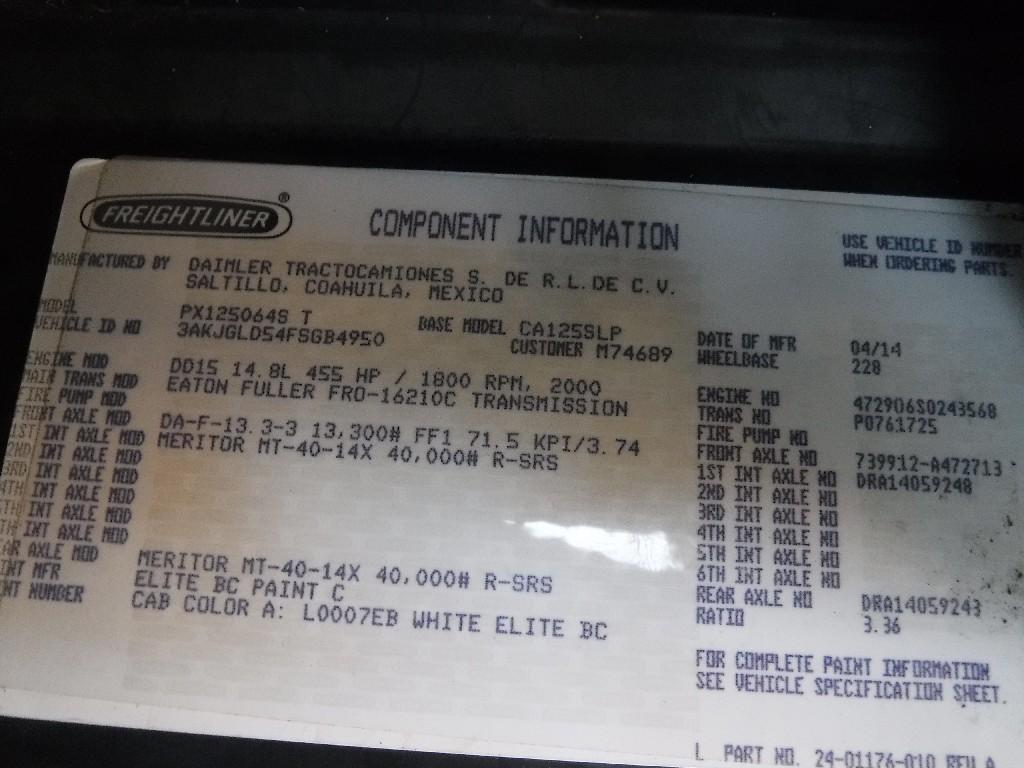 FREIGHTLINER ®
COMPONENT INFORMATION
USE VEHICLE ID NUMBER
WHEN ORDERING PARTS.
MANUFACTURED BY DAIMLER TRACTOCAMIONES S. DE R.L.DE C.V.
SALTILLO, COAHUILA, MEXICO
MODEL PX125064S T BASE MODEL CA125SLP
VEHICLE ID NO 3AKJGLD54FSGB4950 CUSTOMER M74689
DATE OF MFR 04/14
WHEELBASE 228
ENGINE MOD DD15 14.8L 455 HP / 1800 RPM, 2000
MAIN TRANS MOD EATON FULLER FRO-16210C TRANSMISSION
FIRE PUMP MOD
FRONT AXLE MOD DA-F-13.3-3 13,300# FF1 71.5 KPI/3.74
1ST INT AXLE MOD MERITOR MT-40-14X 40,000# R-SRS
2ND INT AXLE MOD
3RD INT AXLE MOD
4TH INT AXLE MOD
5TH INT AXLE MOD
TH INT AXLE MOD
AR AXLE MOD MERITOR MT-40-14X 40,000# R-SRS
INT MFR ELITE BC PAINT C
NT NUMBER CAB COLOR A: L0007EB WHITE ELITE BC
ENGINE NO 472906S0243568
TRANS NO P0761725
FIRE PUMP NO
FRONT AXLE NO 739912-A472713
1ST INT AXLE NO DRA14059248
2ND INT AXLE NO
3RD INT AXLE NO
4TH INT AXLE NO
5TH INT AXLE NO
6TH INT AXLE NO
REAR AXLE NO DRA14059243
RATIO 3.36
FOR COMPLETE PAINT INFORMATION
SEE VEHICLE SPECIFICATION SHEET.
L PART NO. 24-01176-010 REV A